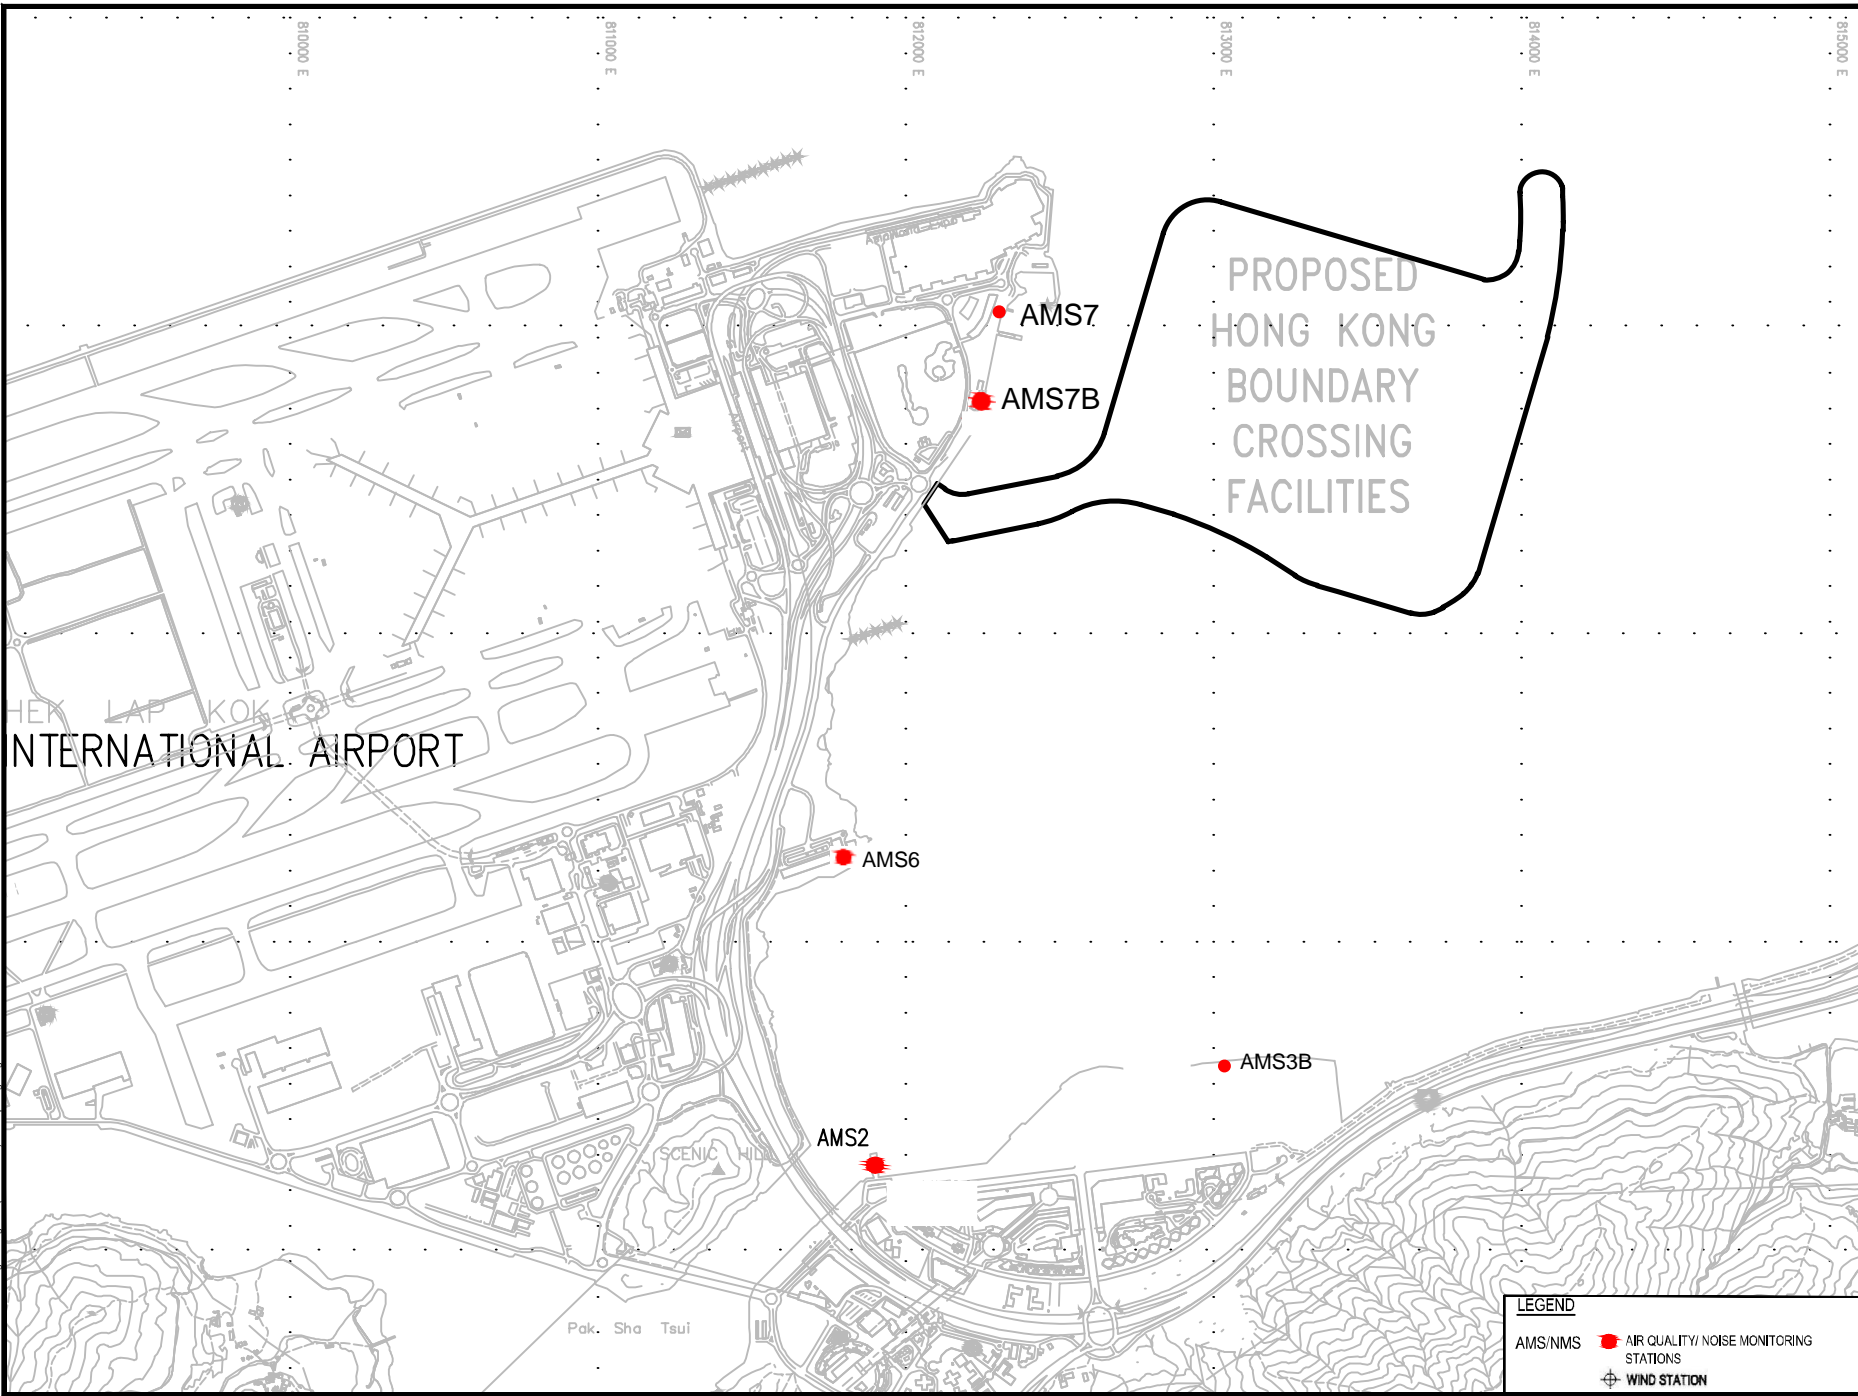 810000 E
811000 E
812000 E
813000 E
814000 E
815000 E
PROPOSED
HONG KONG
BOUNDARY
CROSSING
FACILITIES
AMS7
AMS7B
Airport
HEK LAP KOK
INTERNATIONAL AIRPORT
AMS6
AMS3B
AMS2
SCENIC HILL
Pak Sha Tsui
LEGEND
AMS/NMS AIR QUALITY/ NOISE MONITORING
STATIONS
WIND STATION